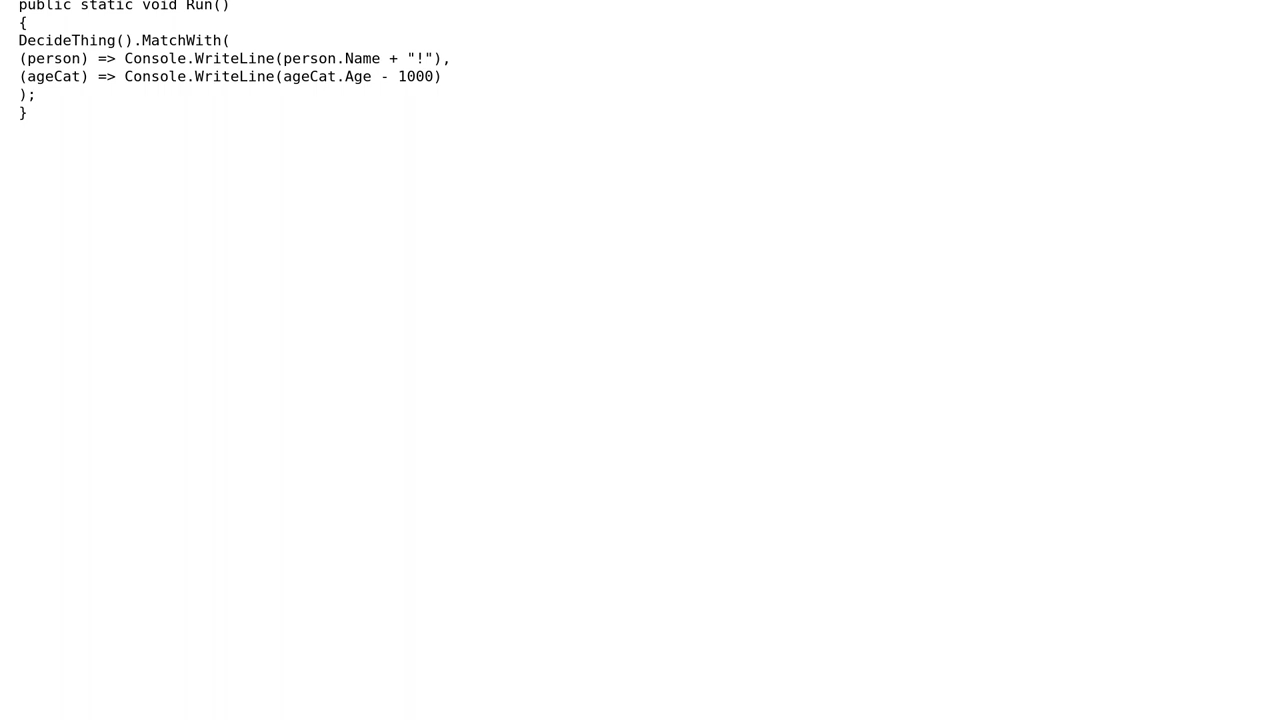 public static void Run()
{
DecideThing().MatchWith(
(person) => Console.WriteLine(person.Name + "!"),
(ageCat) => Console.WriteLine(ageCat.Age - 1000)
);
}